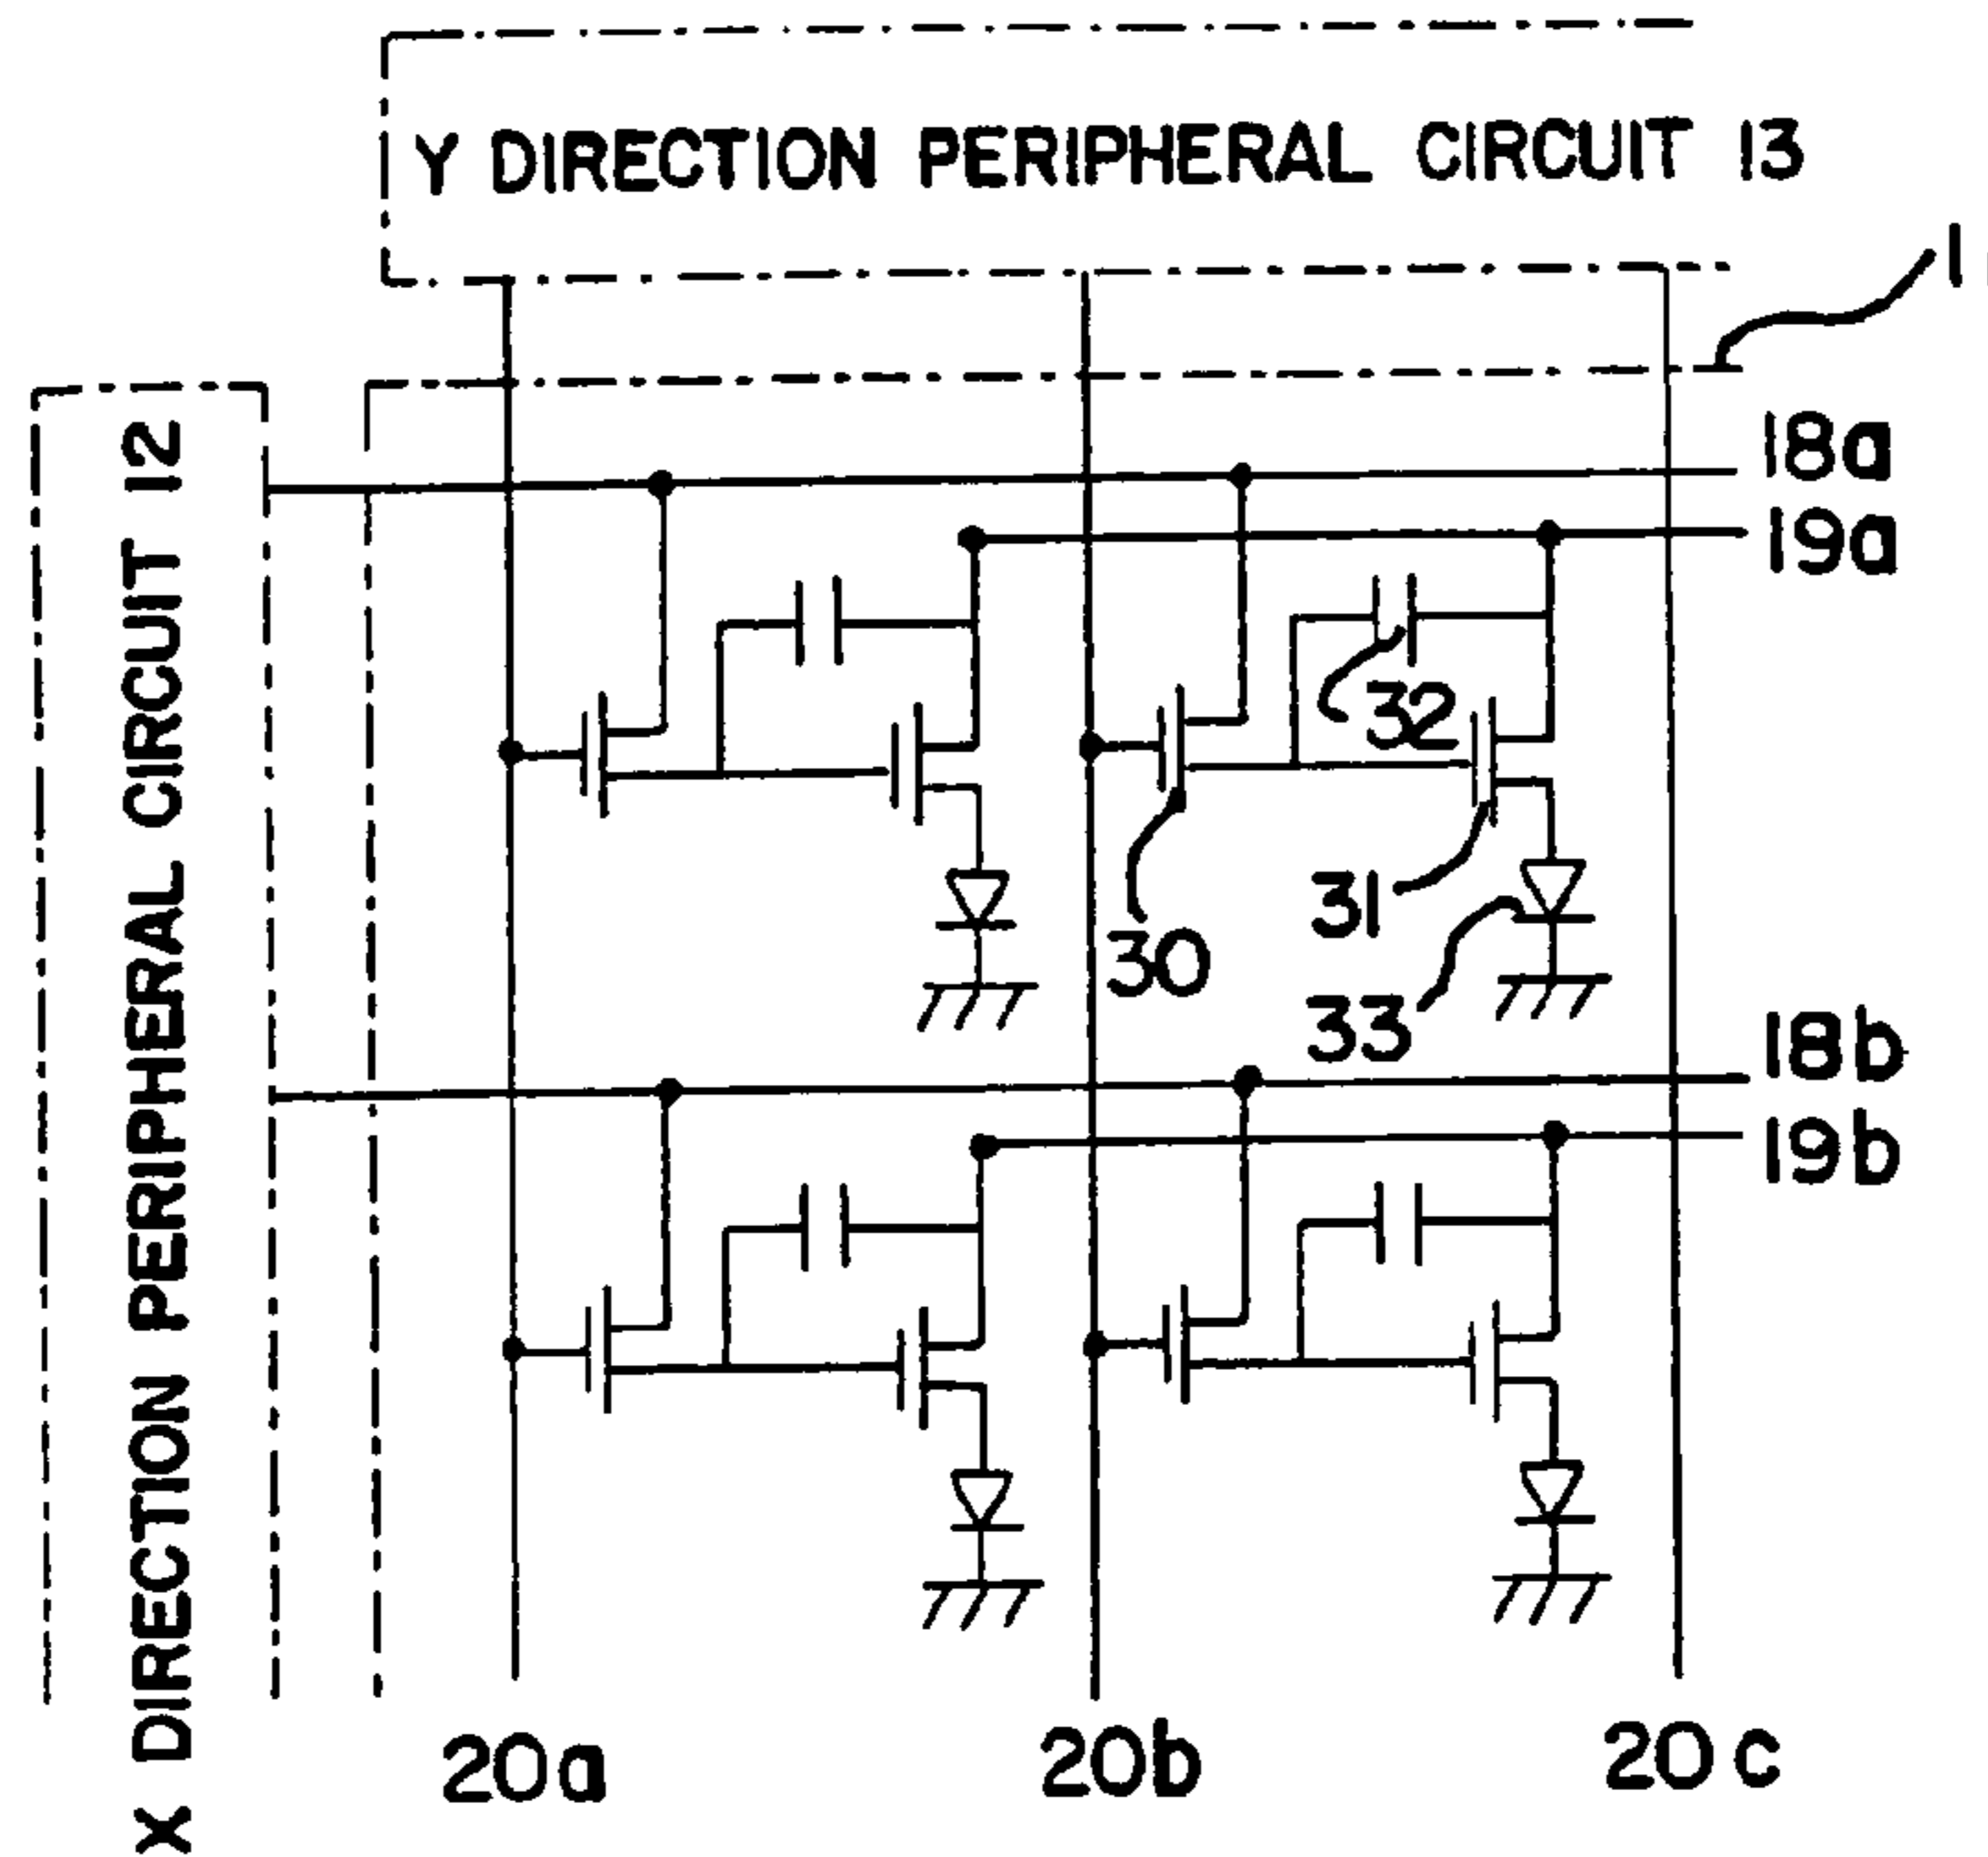 Y DIRECTION PERIPHERAL CIRCUIT 13
1
X DIRECTION PERIPHERAL CIRCUIT 12
18a
19a
32
31
30
33
18b
19b
20a
20b
20c